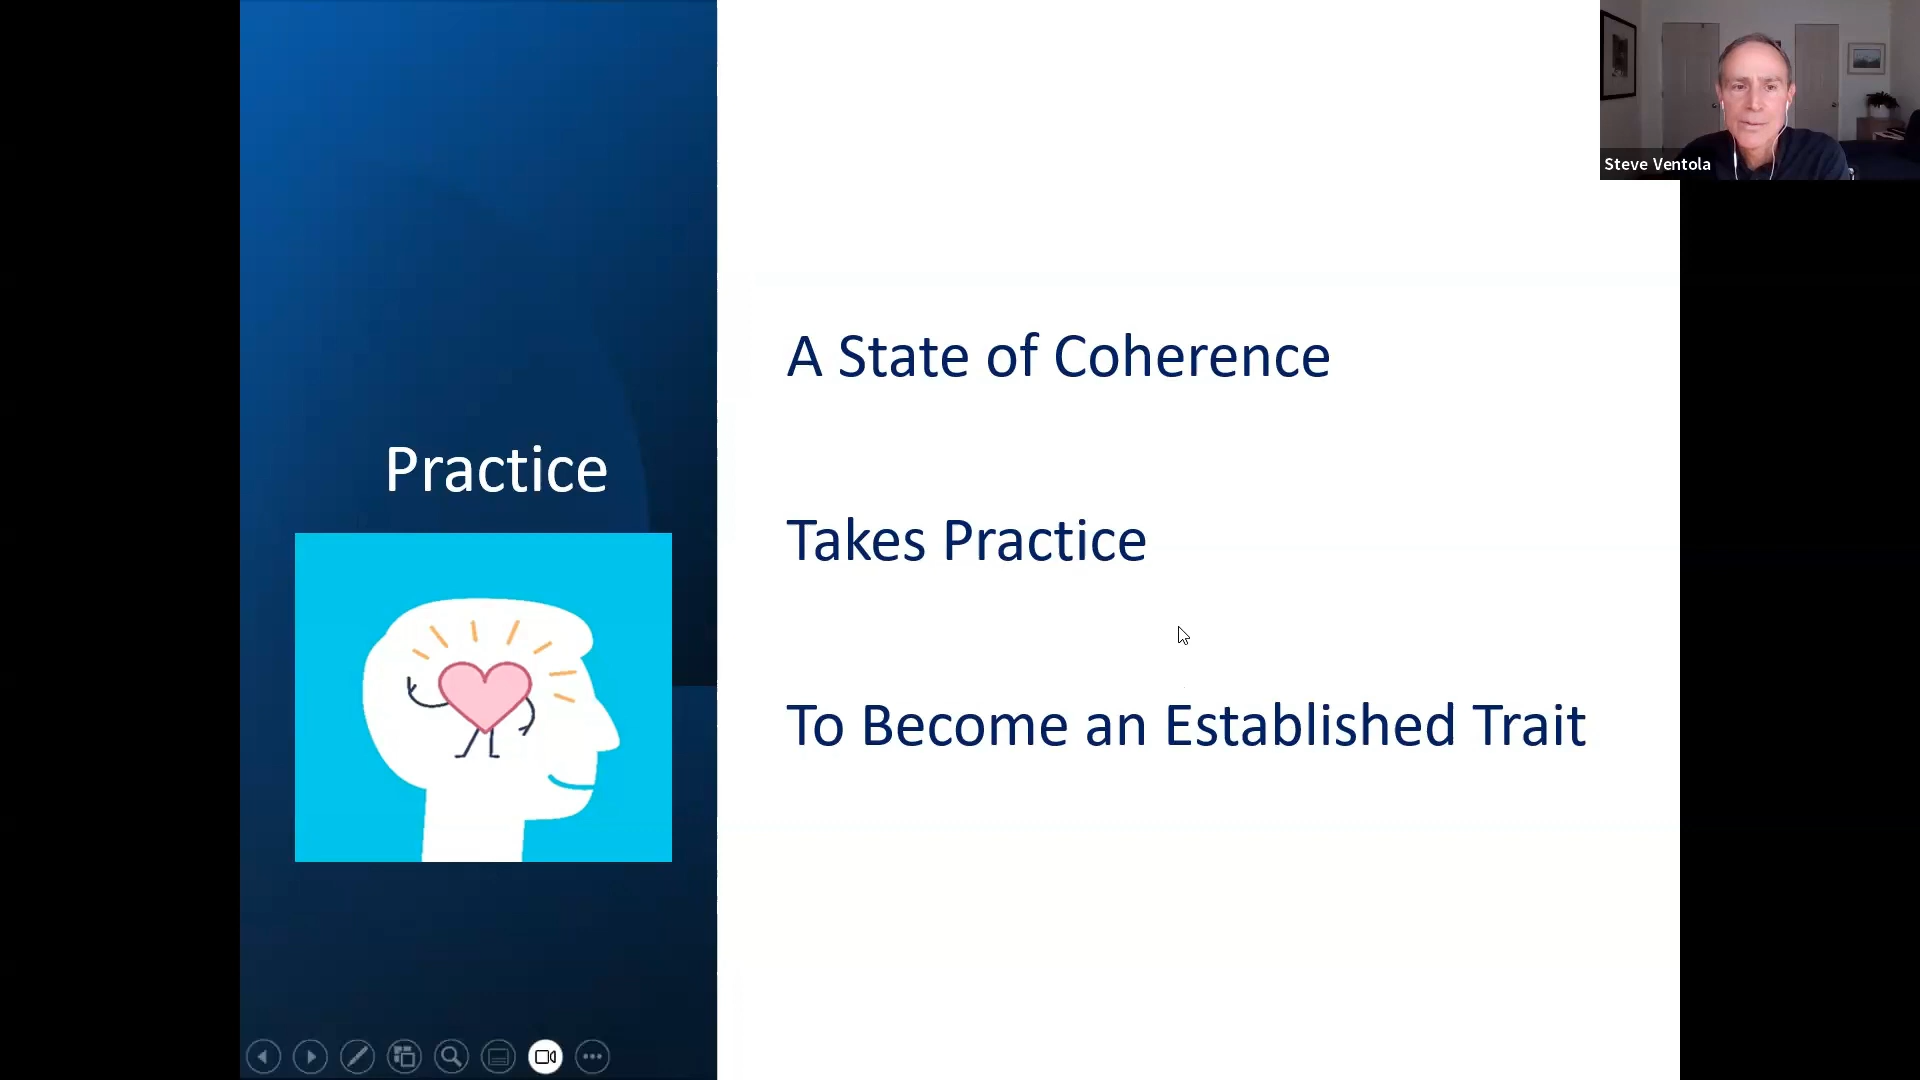 Practice
A State of Coherence
Takes Practice
To Become an Established Trait
Steve Ventola